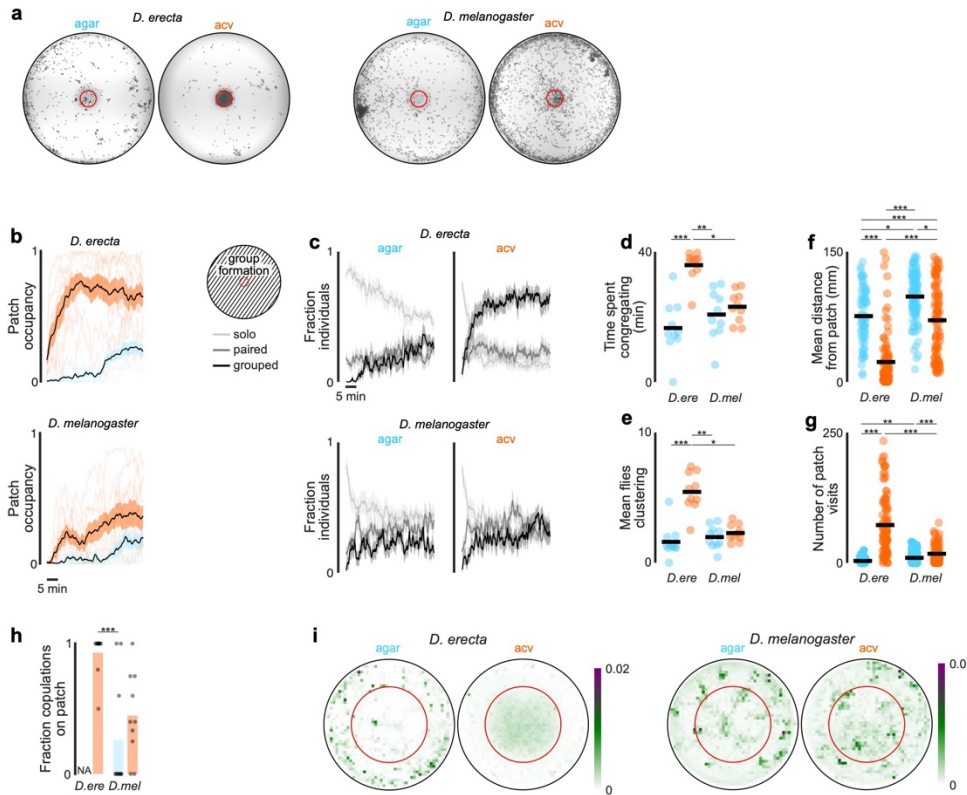 a
D. erecta
agar
acv
D. melanogaster
agar
acv
b
D. erecta
1
Patch
occupancy
0
group
formation
solo
paired
grouped
D. melanogaster
1
Patch
occupancy
0
5 min
c
D. erecta
agar
acv
1
Fraction
individuals
0
5 min
D. melanogaster
agar
acv
1
Fraction
individuals
0
d
40
Time spent
congregating
(min)
0
***
**
*
D.ere
D.mel
e
10
Mean flies
clustering
0
***
**
*
D.ere
D.mel
f
150
Mean distance
from patch (mm)
0
***
***
* *
*** ***
D.ere
D.mel
g
250
Number of patch
visits
0
** ***
*** ***
D.ere
D.mel
h
1
Fraction copulations
on patch
0
***
NA
D.ere D.mel
i
D. erecta
agar
acv
0.02
0.00
D. melanogaster
agar
acv
0.0
0.00